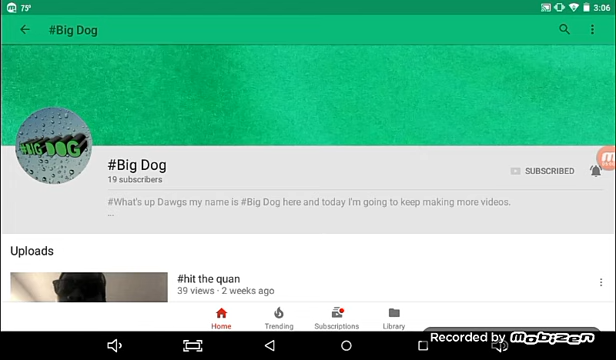 75°
3:06
#Big Dog
#BIG DOG
#Big Dog
19 subscribers
SUBSCRIBED
#What's up Dawgs my name is #Big Dog here and today I'm going to keep making more videos.
...
Uploads
#hit the quan
39 views · 2 weeks ago
Home
Trending
Subscriptions
Library
Recorded by MOBIZEN